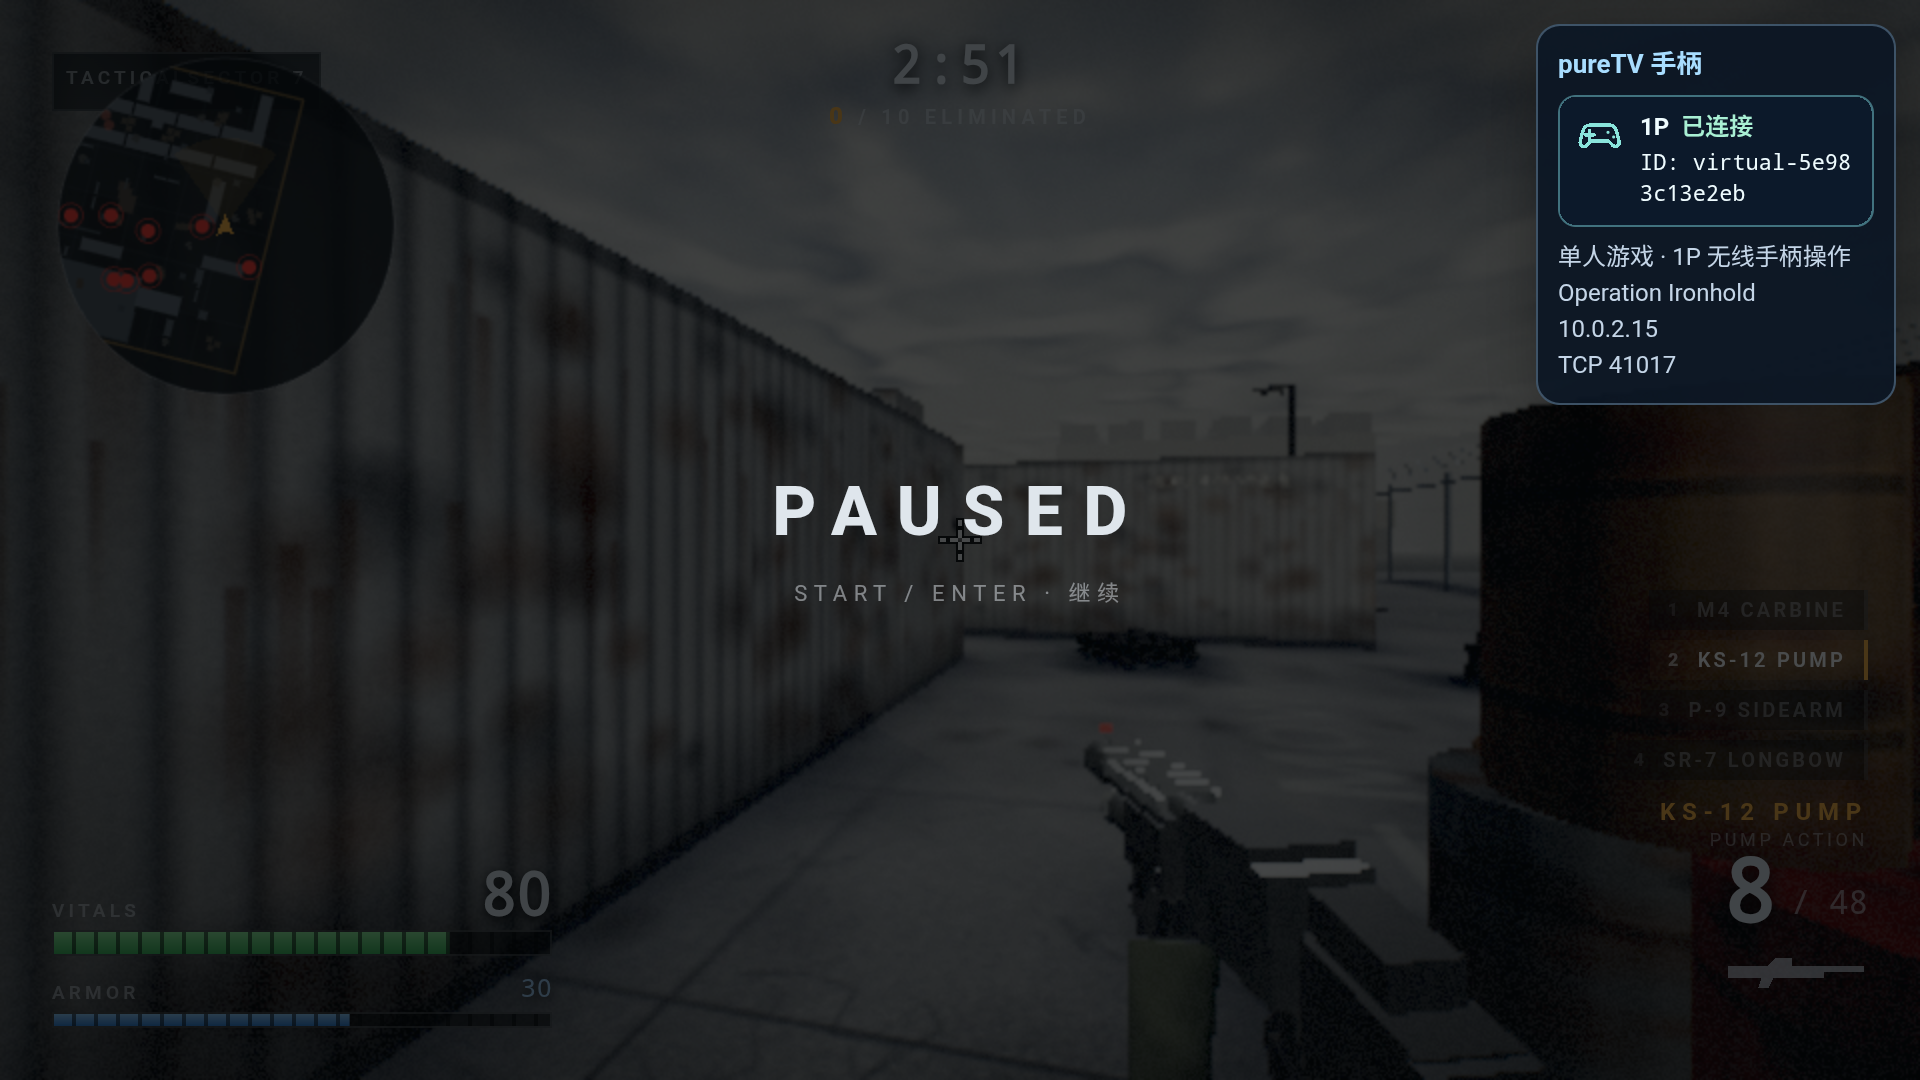 TACTICAL SECTOR 7
2:51
0 / 10 ELIMINATED
pureTV 手柄
1P 已连接
ID: virtual-5e98
3c13e2eb
单人游戏 · 1P 无线手柄操作
Operation Ironhold
10.0.2.15
TCP 41017
PAUSED
START / ENTER · 继续
1 M4 CARBINE
2 KS-12 PUMP
3 P-9 SIDEARM
4 SR-7 LONGBOW
KS-12 PUMP
PUMP ACTION
8 / 48
VITALS
80
ARMOR
30